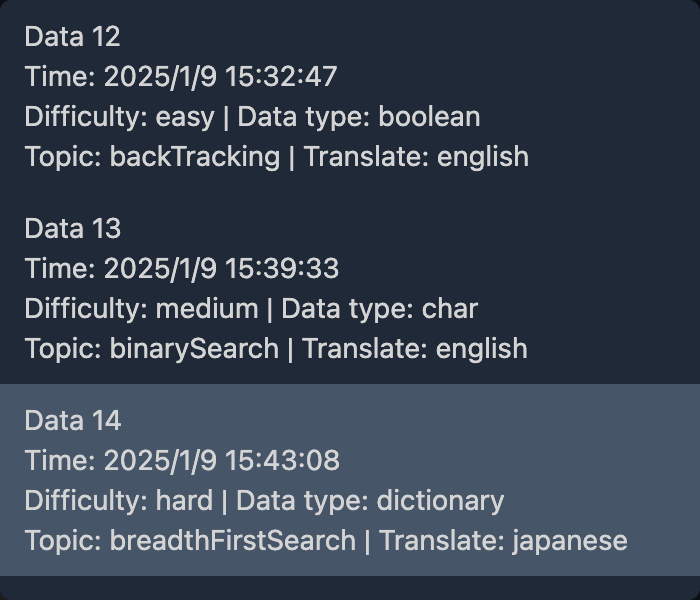 Data 12
Time: 2025/1/9 15:32:47
Difficulty: easy | Data type: boolean
Topic: backTracking | Translate: english
Data 13
Time: 2025/1/9 15:39:33
Difficulty: medium | Data type: char
Topic: binarySearch | Translate: english
Data 14
Time: 2025/1/9 15:43:08
Difficulty: hard | Data type: dictionary
Topic: breadthFirstSearch | Translate: japanese